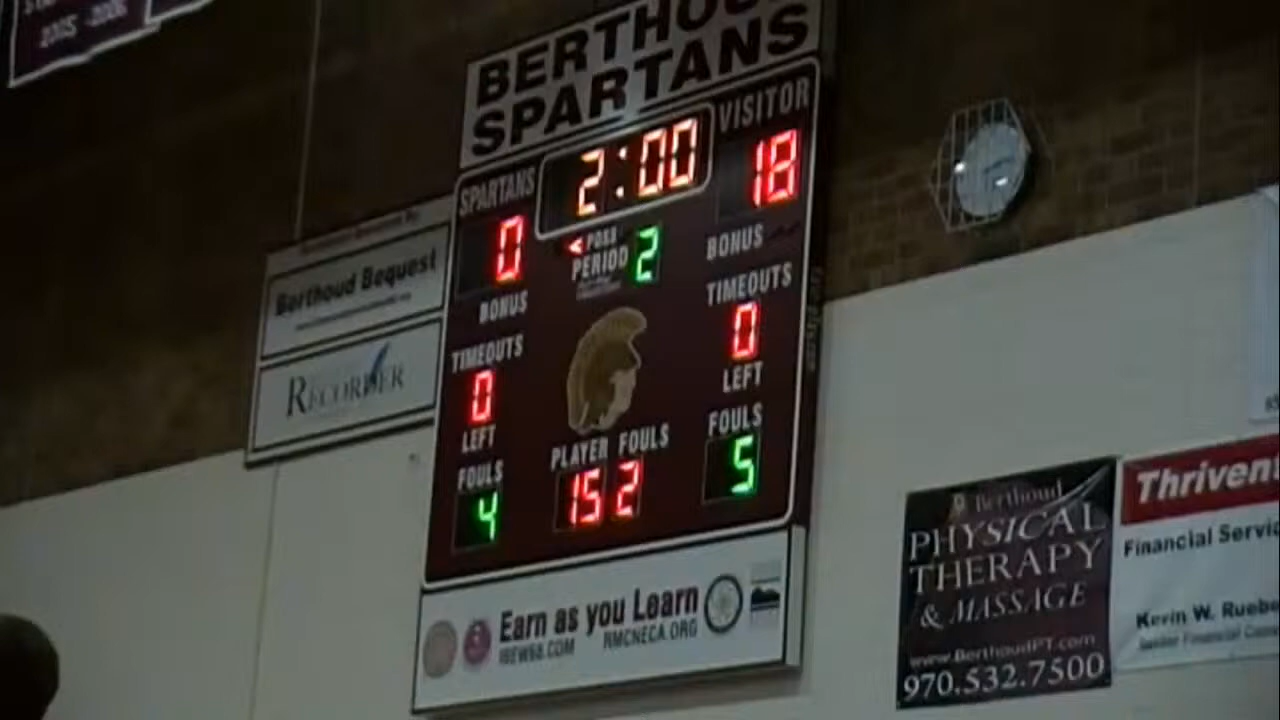 2005 -2006
BERTHOU
SPARTANS
SPARTANS
2:00
VISITOR
0
18
< POSS
PERIOD 2
BONUS
BONUS
TIMEOUTS
0
LEFT
TIMEOUTS
0
LEFT
PLAYER FOULS
15 2
FOULS
4
FOULS
5
Earn as you Learn
IBEW68.COM RMCNECA.ORG
Berthoud Bequest
RECORDER
Berthoud
PHYSICAL
THERAPY
& MASSAGE
www.BerthoudPT.com
970.532.7500
Thriven
Financial Servic
Kevin W. Ruebe